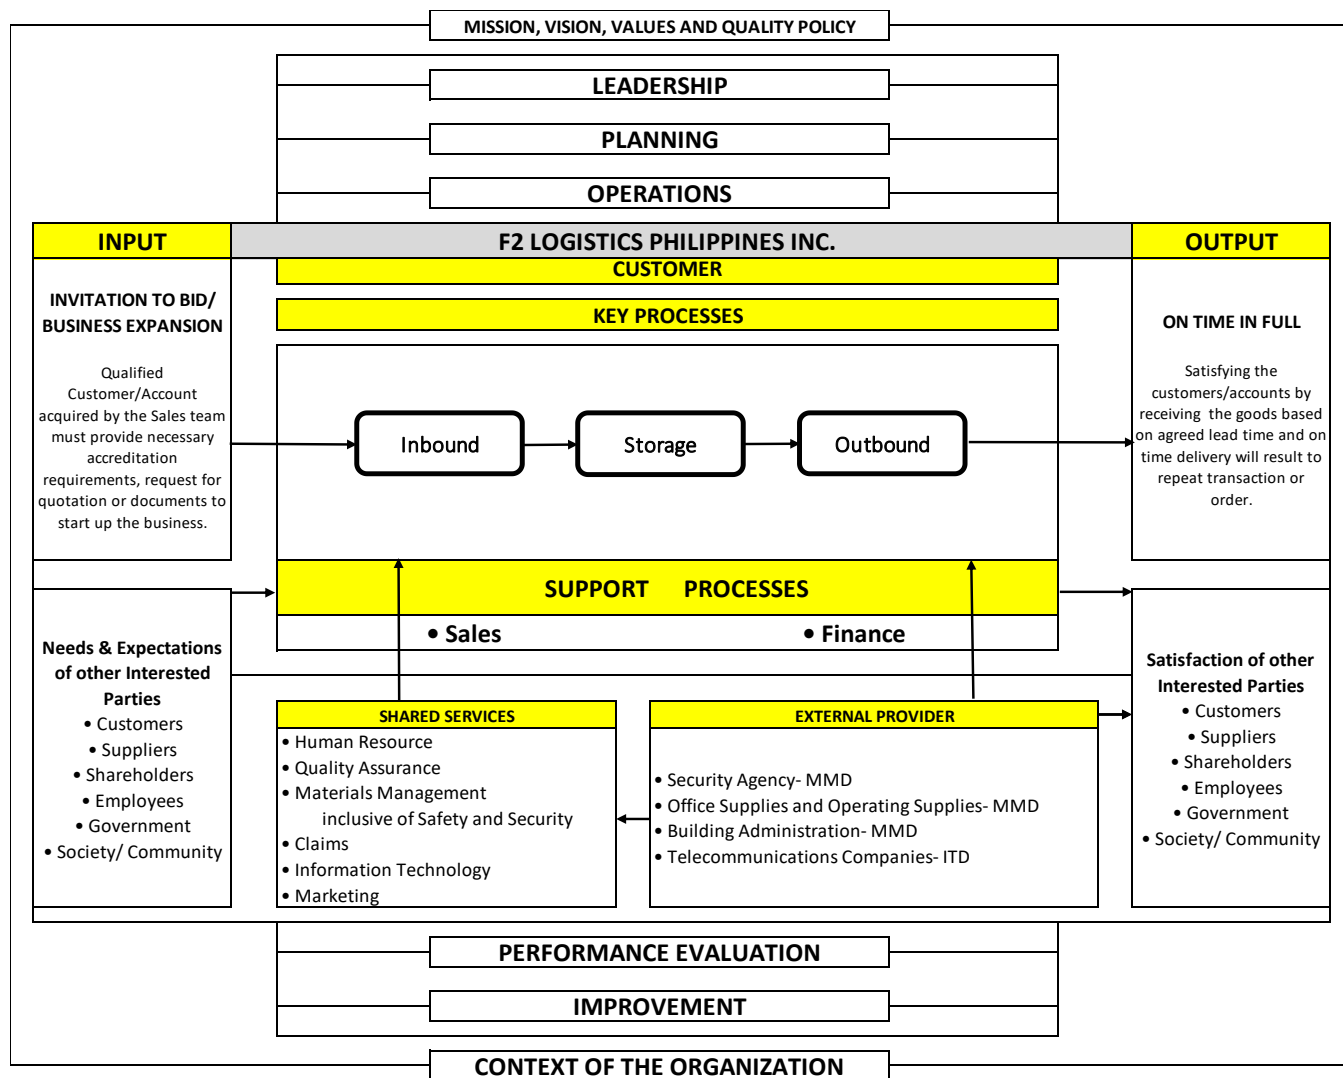 MISSION, VISION, VALUES AND QUALITY POLICY
LEADERSHIP
PLANNING
OPERATIONS
INPUT
F2 LOGISTICS PHILIPPINES INC.
OUTPUT
CUSTOMER
KEY PROCESSES
INVITATION TO BID/
BUSINESS EXPANSION
Qualified
Customer/Account
acquired by the Sales team
must provide necessary
accreditation
requirements, request for
quotation or documents to
start up the business.
Inbound
Storage
Outbound
ON TIME IN FULL
Satisfying the
customers/accounts by
receiving the goods based
on agreed lead time and on
time delivery will result to
repeat transaction or
order.
SUPPORT PROCESSES
• Sales
• Finance
Needs & Expectations
of other Interested
Parties
• Customers
• Suppliers
• Shareholders
• Employees
• Government
• Society/ Community
SHARED SERVICES
• Human Resource
• Quality Assurance
• Materials Management
inclusive of Safety and Security
• Claims
• Information Technology
• Marketing
EXTERNAL PROVIDER
• Security Agency- MMD
• Office Supplies and Operating Supplies- MMD
• Building Administration- MMD
• Telecommunications Companies- ITD
Satisfaction of other
Interested Parties
• Customers
• Suppliers
• Shareholders
• Employees
• Government
• Society/ Community
PERFORMANCE EVALUATION
IMPROVEMENT
CONTEXT OF THE ORGANIZATION